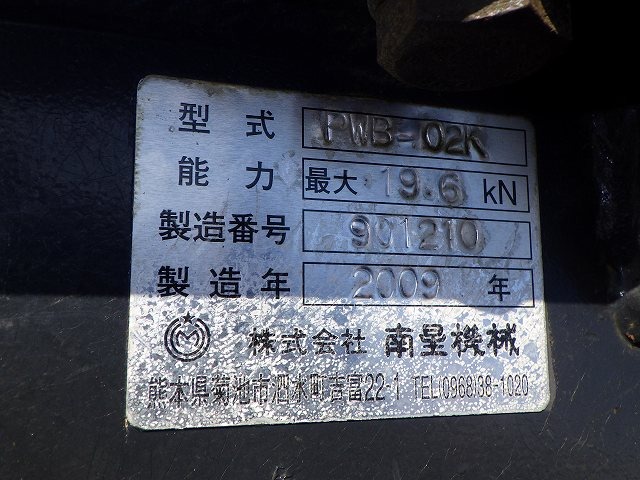 型式 PWB-02K
能力 最大 19.6 kN
製造番号 901210
製造年 2009 年
株式会社 南星機械
熊本県菊池市泗水町吉冨22-1 TEL(0968)38-1020